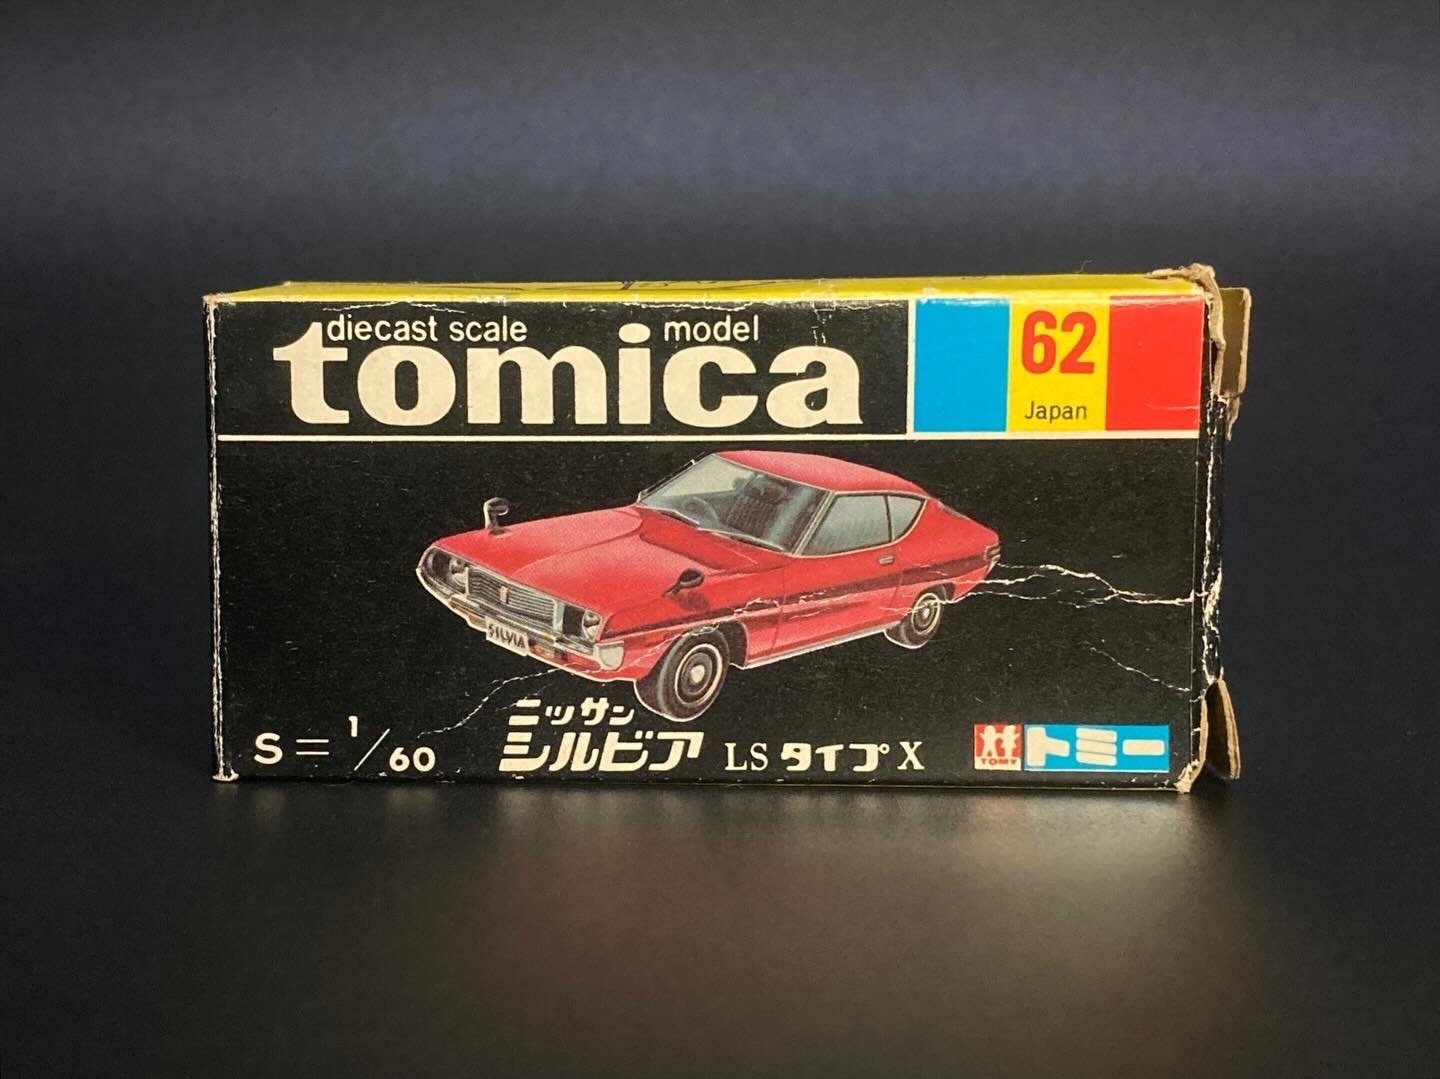 diecast scale model
tomica
62
Japan
SILVIA
S=1/60
ニッサン
シルビア LS タイプ X
TOMY
トミー